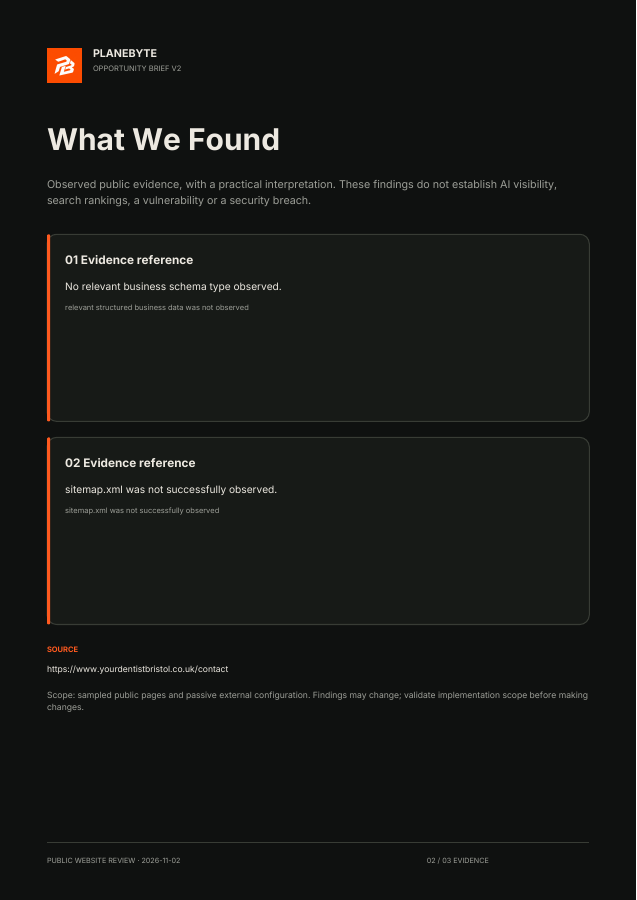 PLANEBYTE
OPPORTUNITY BRIEF V2
What We Found
Observed public evidence, with a practical interpretation. These findings do not establish AI visibility,
search rankings, a vulnerability or a security breach.
01 Evidence reference
No relevant business schema type observed.
relevant structured business data was not observed
02 Evidence reference
sitemap.xml was not successfully observed.
sitemap.xml was not successfully observed
SOURCE
https://www.yourdentistbristol.co.uk/contact
Scope: sampled public pages and passive external configuration. Findings may change; validate implementation scope before making
changes.
PUBLIC WEBSITE REVIEW · 2026-11-02
02 / 03 EVIDENCE